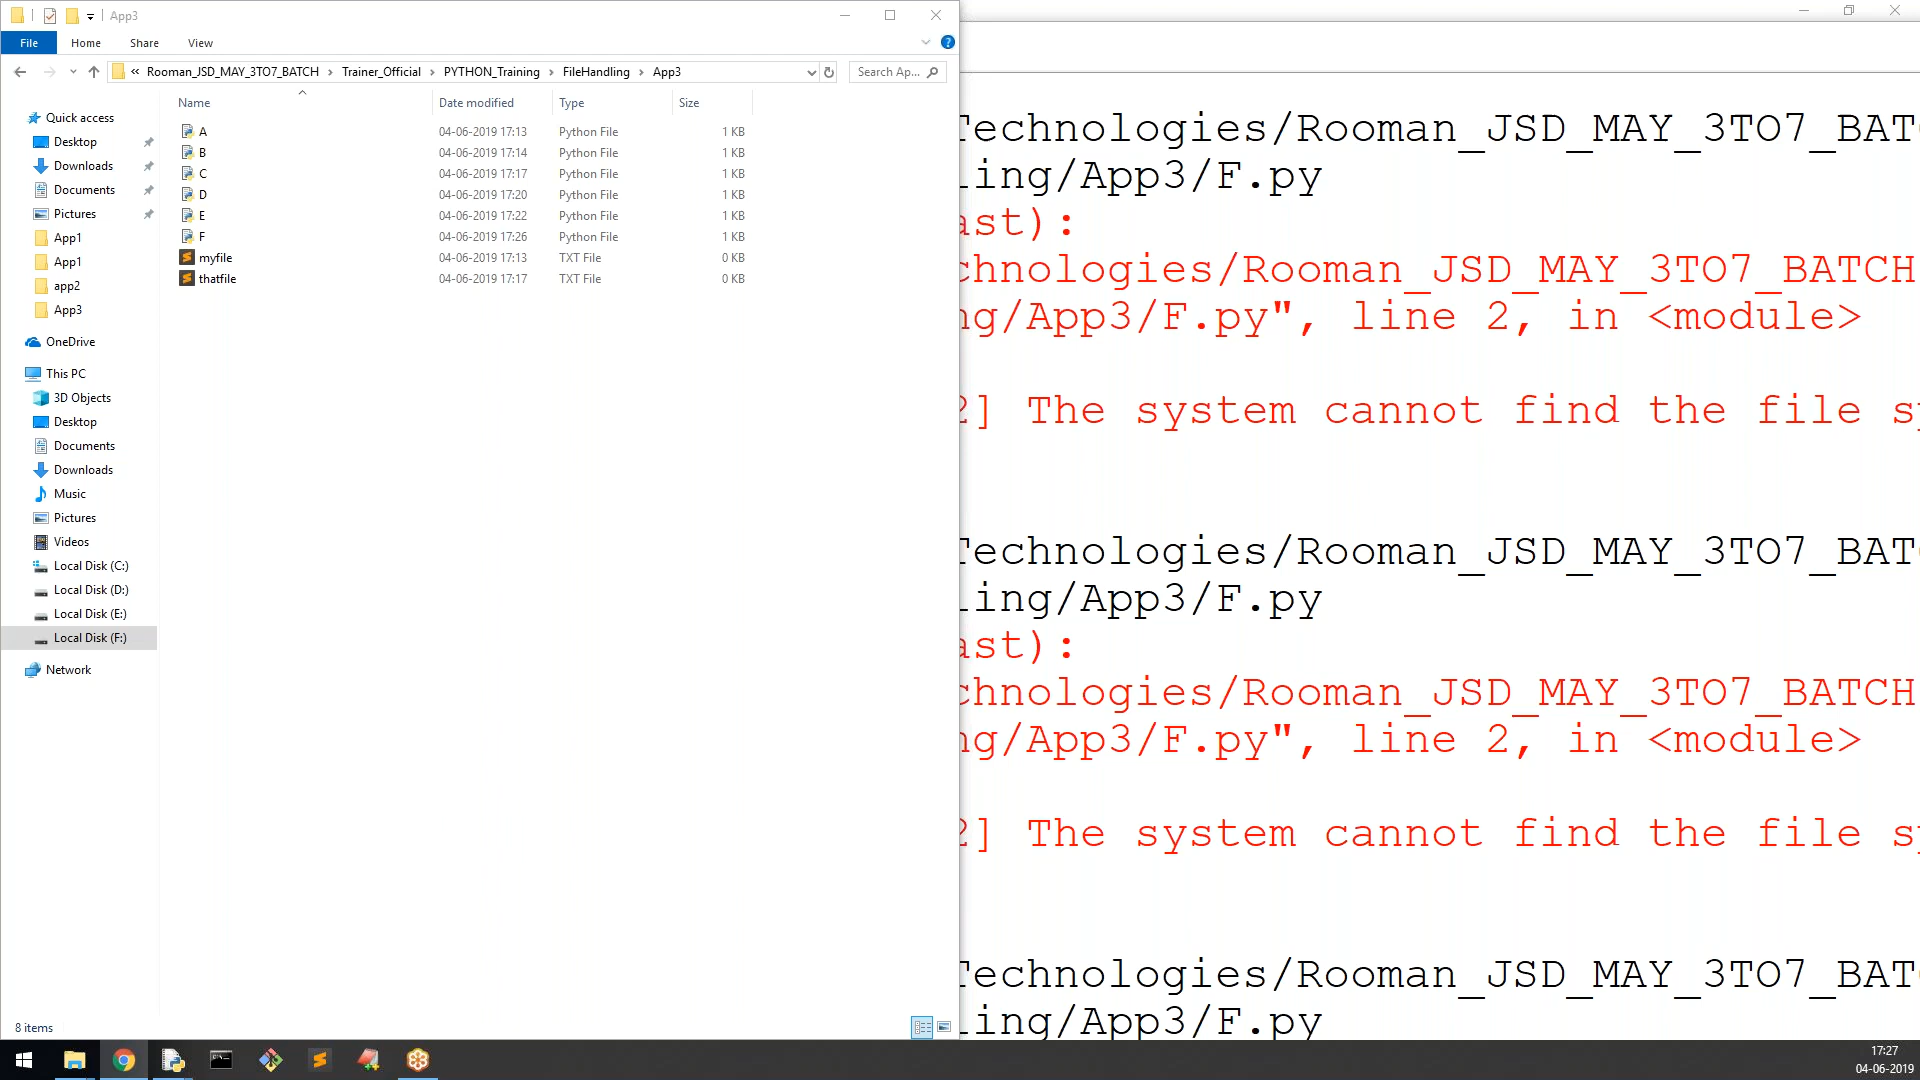 App3
File
Home
Share
View
« Rooman_JSD_MAY_3TO7_BATCH › Trainer_Official › PYTHON_Training › FileHandling › App3
Search Ap...
Name
Date modified
Type
Size
A 04-06-2019 17:13 Python File 1 KB
B 04-06-2019 17:14 Python File 1 KB
C 04-06-2019 17:17 Python File 1 KB
D 04-06-2019 17:20 Python File 1 KB
E 04-06-2019 17:22 Python File 1 KB
F 04-06-2019 17:26 Python File 1 KB
myfile 04-06-2019 17:13 TXT File 0 KB
thatfile 04-06-2019 17:17 TXT File 0 KB
Quick access
Desktop
Downloads
Documents
Pictures
App1
App1
app2
App3
OneDrive
This PC
3D Objects
Desktop
Documents
Downloads
Music
Pictures
Videos
Local Disk (C:)
Local Disk (D:)
Local Disk (E:)
Local Disk (F:)
Network
8 items
Technologies/Rooman_JSD_MAY_3TO7_BAT
ling/App3/F.py
ast):
chnologies/Rooman_JSD_MAY_3TO7_BATCH
ng/App3/F.py", line 2, in <module>
2] The system cannot find the file
Technologies/Rooman_JSD_MAY_3TO7_BAT
ling/App3/F.py
ast):
chnologies/Rooman_JSD_MAY_3TO7_BATCH
ng/App3/F.py", line 2, in <module>
2] The system cannot find the file
Technologies/Rooman_JSD_MAY_3TO7_BAT
ling/App3/F.py
17:27
04-06-2019